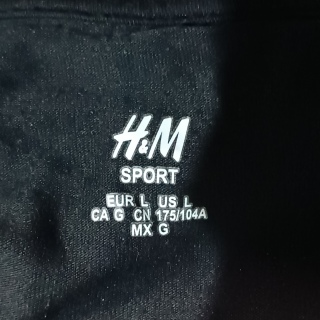 H&M
SPORT
EUR L US L
CA G CN 175/104A
MX G